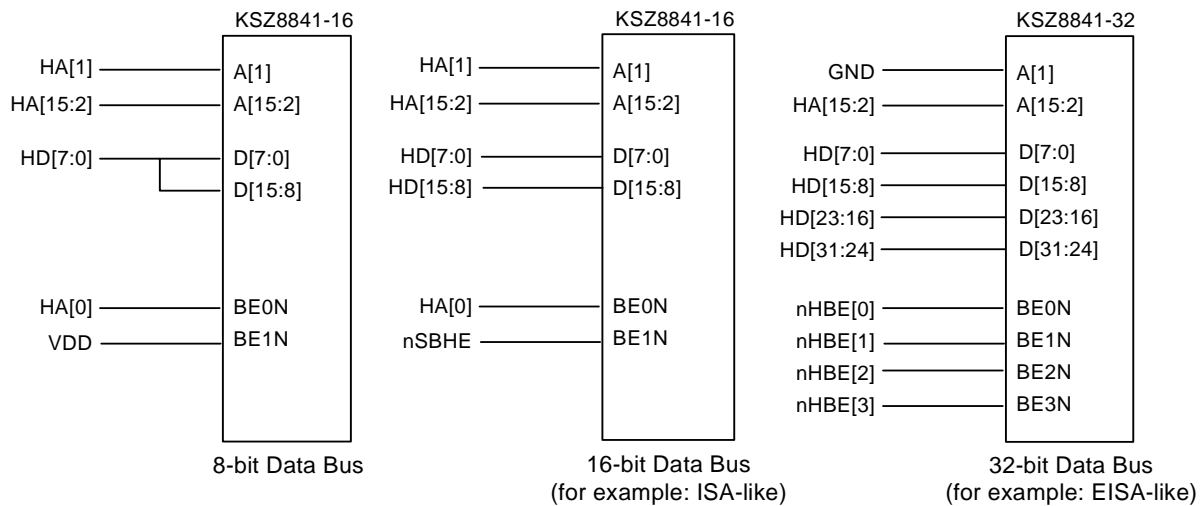 KSZ8841-16
HA[1]
A[1]
HA[15:2]
A[15:2]
HD[7:0]
D[7:0]
D[15:8]
HA[0]
BE0N
VDD
BE1N
8-bit Data Bus
KSZ8841-16
HA[1]
A[1]
HA[15:2]
A[15:2]
HD[7:0]
D[7:0]
HD[15:8]
D[15:8]
HA[0]
BE0N
nSBHE
BE1N
16-bit Data Bus
(for example: ISA-like)
KSZ8841-32
GND
A[1]
HA[15:2]
A[15:2]
HD[7:0]
D[7:0]
HD[15:8]
D[15:8]
HD[23:16]
D[23:16]
HD[31:24]
D[31:24]
nHBE[0]
BE0N
nHBE[1]
BE1N
nHBE[2]
BE2N
nHBE[3]
BE3N
32-bit Data Bus
(for example: EISA-like)